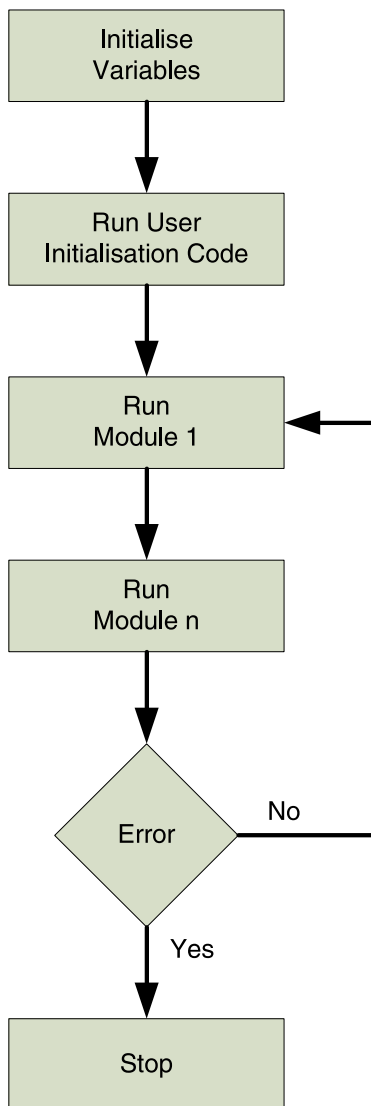 Initialise
Variables
Run User
Initialisation Code
Run
Module 1
Run
Module n
Error
No
Yes
Stop